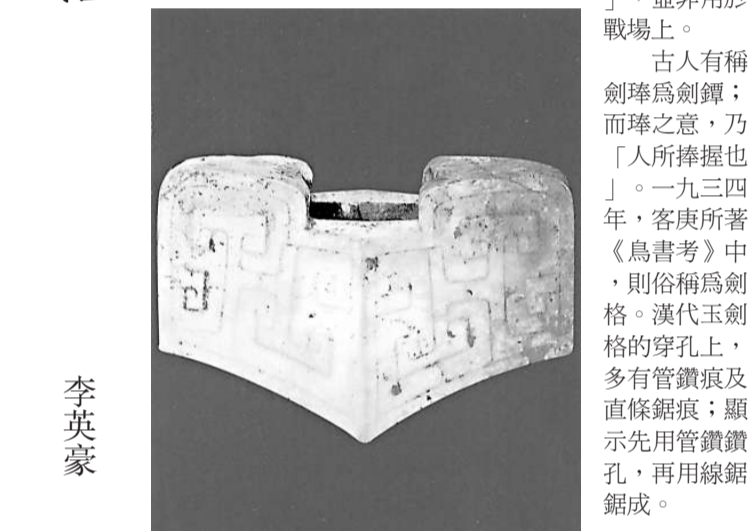 戰場上。
古人有稱
劍琫爲劍鐔；
而琫之意，乃
「人所捧握也
」。一九三四
年，客庚所著
《鳥書考》中
，則俗稱爲劍
格。漢代玉劍
格的穿孔上，
多有管鑽痕及
直條鋸痕；顯
示先用管鑽鑽
孔，再用線鋸
鋸成。
李英豪